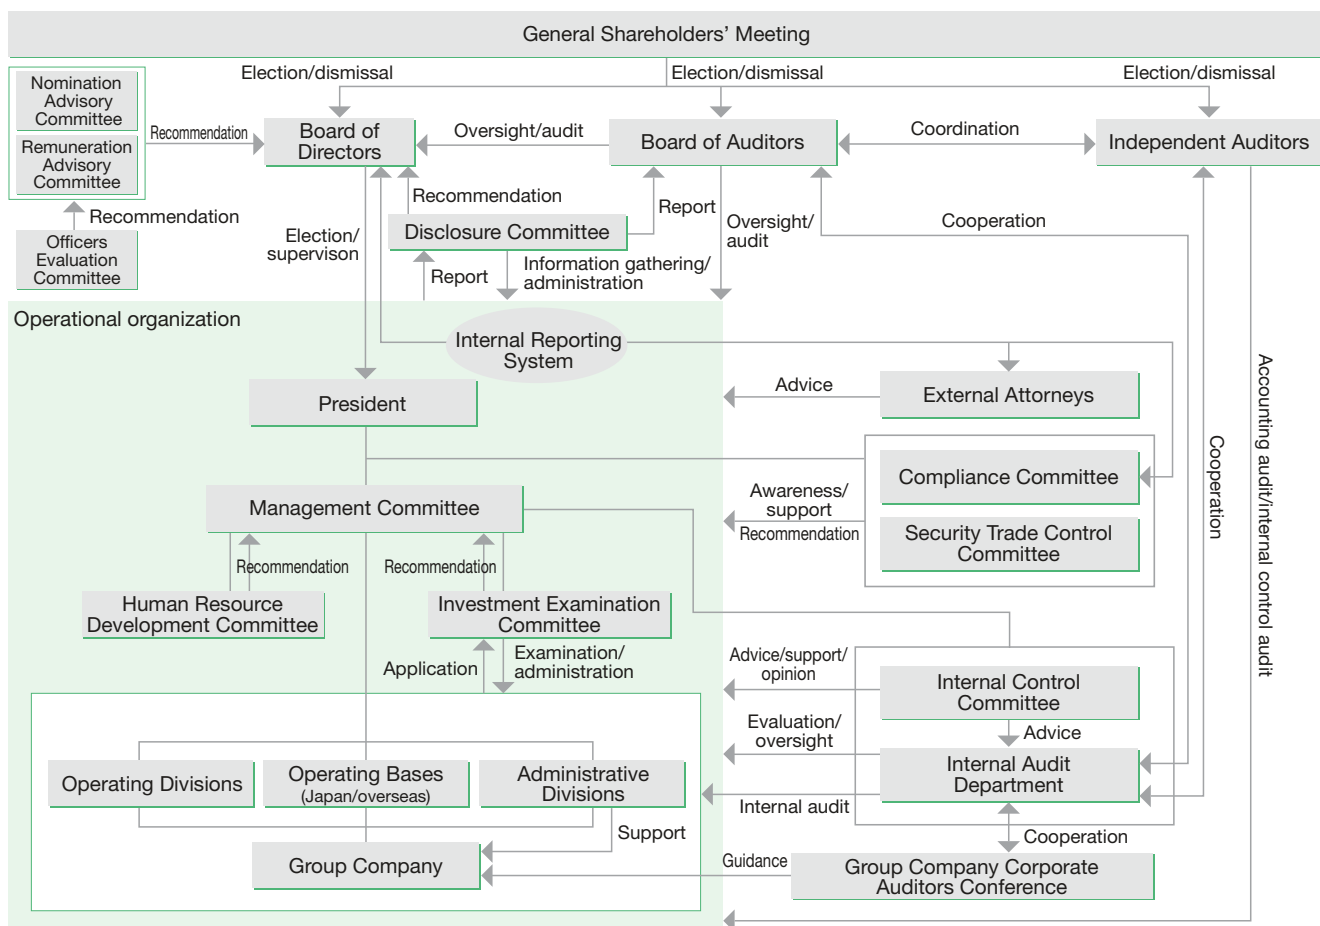 General Shareholders' Meeting
Nomination
Advisory
Committee
Remuneration
Advisory
Committee
Recommendation
Officers
Evaluation
Committee
Recommendation
Election/dismissal
Election/dismissal
Election/dismissal
Board of
Directors
Oversight/audit
Board of Auditors
Coordination
Independent Auditors
Recommendation
Disclosure Committee
Report
Oversight/
audit
Cooperation
Election/
supervison
Report
Information gathering/
administration
Operational organization
Internal Reporting
System
President
Advice
External Attorneys
Accounting audit/internal control audit
Cooperation
Management Committee
Awareness/
support
Recommendation
Compliance Committee
Security Trade Control
Committee
Recommendation
Recommendation
Human Resource
Development Committee
Investment Examination
Committee
Application
Examination/
administration
Advice/support/
opinion
Internal Control
Committee
Advice
Evaluation/
oversight
Internal Audit
Department
Internal audit
Operating Divisions
Operating Bases
(Japan/overseas)
Administrative
Divisions
Support
Group Company
Cooperation
Guidance
Group Company Corporate
Auditors Conference